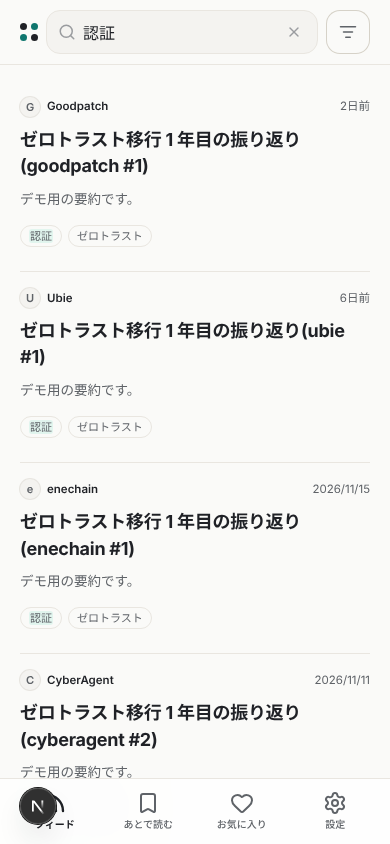 認証
G Goodpatch 2日前
ゼロトラスト移行1年目の振り返り
(goodpatch #1)
デモ用の要約です。
認証 ゼロトラスト
U Ubie 6日前
ゼロトラスト移行1年目の振り返り(ubie
#1)
デモ用の要約です。
認証 ゼロトラスト
e enechain 2026/11/15
ゼロトラスト移行1年目の振り返り
(enechain #1)
デモ用の要約です。
認証 ゼロトラスト
C CyberAgent 2026/11/11
ゼロトラスト移行1年目の振り返り
(cyberagent #2)
デモ用の要約です。
N
フィード あとで読む お気に入り 設定